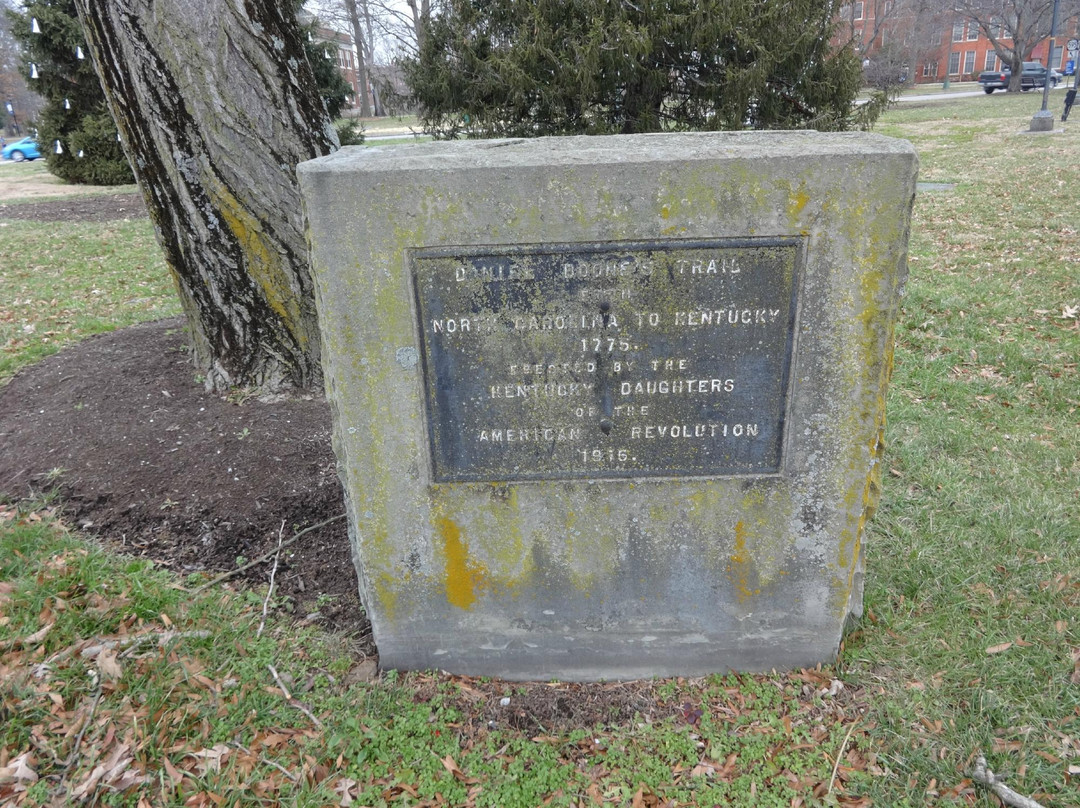 DANIEL BOONE'S TRAIL
FROM
NORTH CAROLINA TO KENTUCKY
1775.
ERECTED BY THE
KENTUCKY DAUGHTERS
OF THE
AMERICAN REVOLUTION
1915.